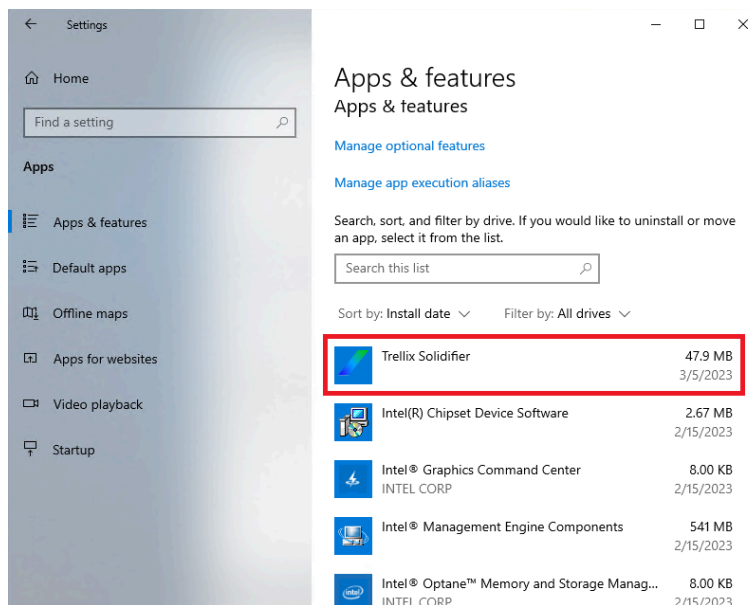 Settings
Home
Find a setting
Apps
Apps & features
Default apps
Offline maps
Apps for websites
Video playback
Startup
Apps & features
Apps & features
Manage optional features
Manage app execution aliases
Search, sort, and filter by drive. If you would like to uninstall or move
an app, select it from the list.
Search this list
Sort by: Install date Filter by: All drives
Trellix Solidifier 47.9 MB
3/5/2023
Intel(R) Chipset Device Software 2.67 MB
2/15/2023
Intel® Graphics Command Center 8.00 KB
INTEL CORP 2/15/2023
Intel® Management Engine Components 541 MB
2/15/2023
Intel® Optane™ Memory and Storage Manag... 8.00 KB
INTEL CORP 2/15/2023